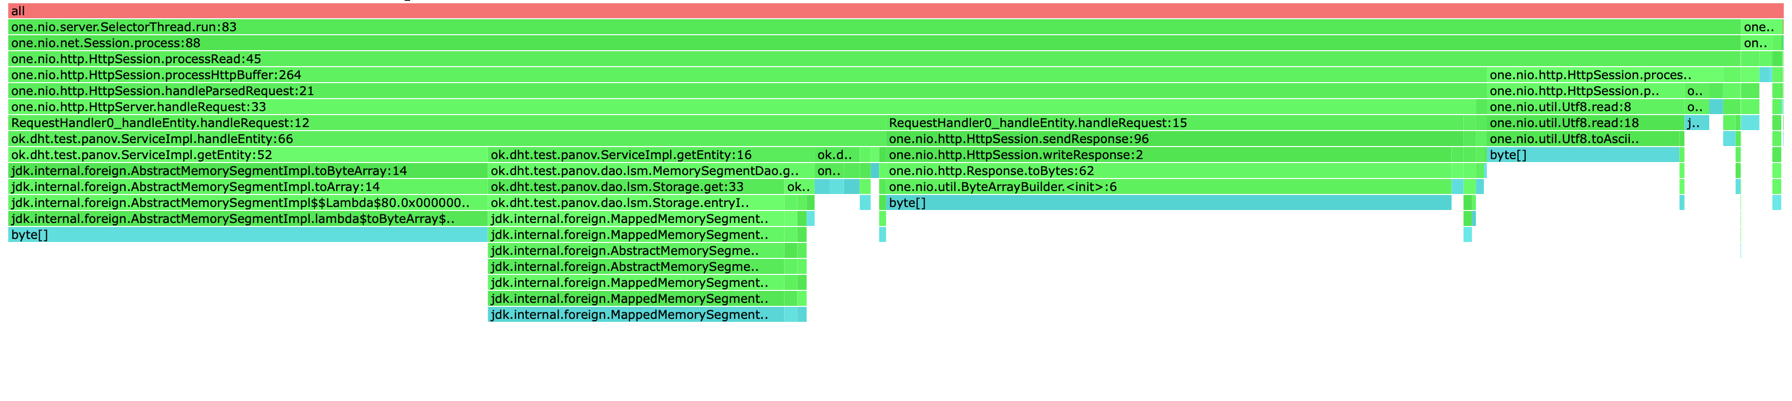 all
one.nio.server.SelectorThread.run:83 one..
one.nio.net.Session.process:88 on..
one.nio.http.HttpSession.processRead:45
one.nio.http.HttpSession.processHttpBuffer:264 one.nio.http.HttpSession.proces..
one.nio.http.HttpSession.handleParsedRequest:21 one.nio.http.HttpSession.p.. o..
one.nio.http.HttpServer.handleRequest:33 one.nio.util.Utf8.read:8 o..
RequestHandler0_handleEntity.handleRequest:12 RequestHandler0_handleEntity.handleRequest:15 one.nio.util.Utf8.read:18 j..
ok.dht.test.panov.ServiceImpl.handleEntity:66 one.nio.http.HttpSession.sendResponse:96 one.nio.util.Utf8.toAscii..
ok.dht.test.panov.ServiceImpl.getEntity:52 ok.dht.test.panov.ServiceImpl.getEntity:16 ok.d.. one.nio.http.HttpSession.writeResponse:2 byte[]
jdk.internal.foreign.AbstractMemorySegmentImpl.toByteArray:14 ok.dht.test.panov.dao.lsm.MemorySegmentDao.g.. on.. one.nio.http.Response.toBytes:62
jdk.internal.foreign.AbstractMemorySegmentImpl.toArray:14 ok.dht.test.panov.dao.lsm.Storage.get:33 ok.. one.nio.util.ByteArrayBuilder.<init>:6
jdk.internal.foreign.AbstractMemorySegmentImpl$$Lambda$80.0x000000.. ok.dht.test.panov.dao.lsm.Storage.entryI.. byte[]
jdk.internal.foreign.AbstractMemorySegmentImpl.lambda$toByteArray$.. jdk.internal.foreign.MappedMemorySegment..
byte[] jdk.internal.foreign.MappedMemorySegment..
jdk.internal.foreign.AbstractMemorySegme..
jdk.internal.foreign.AbstractMemorySegme..
jdk.internal.foreign.MappedMemorySegment..
jdk.internal.foreign.MappedMemorySegment..
jdk.internal.foreign.MappedMemorySegment..